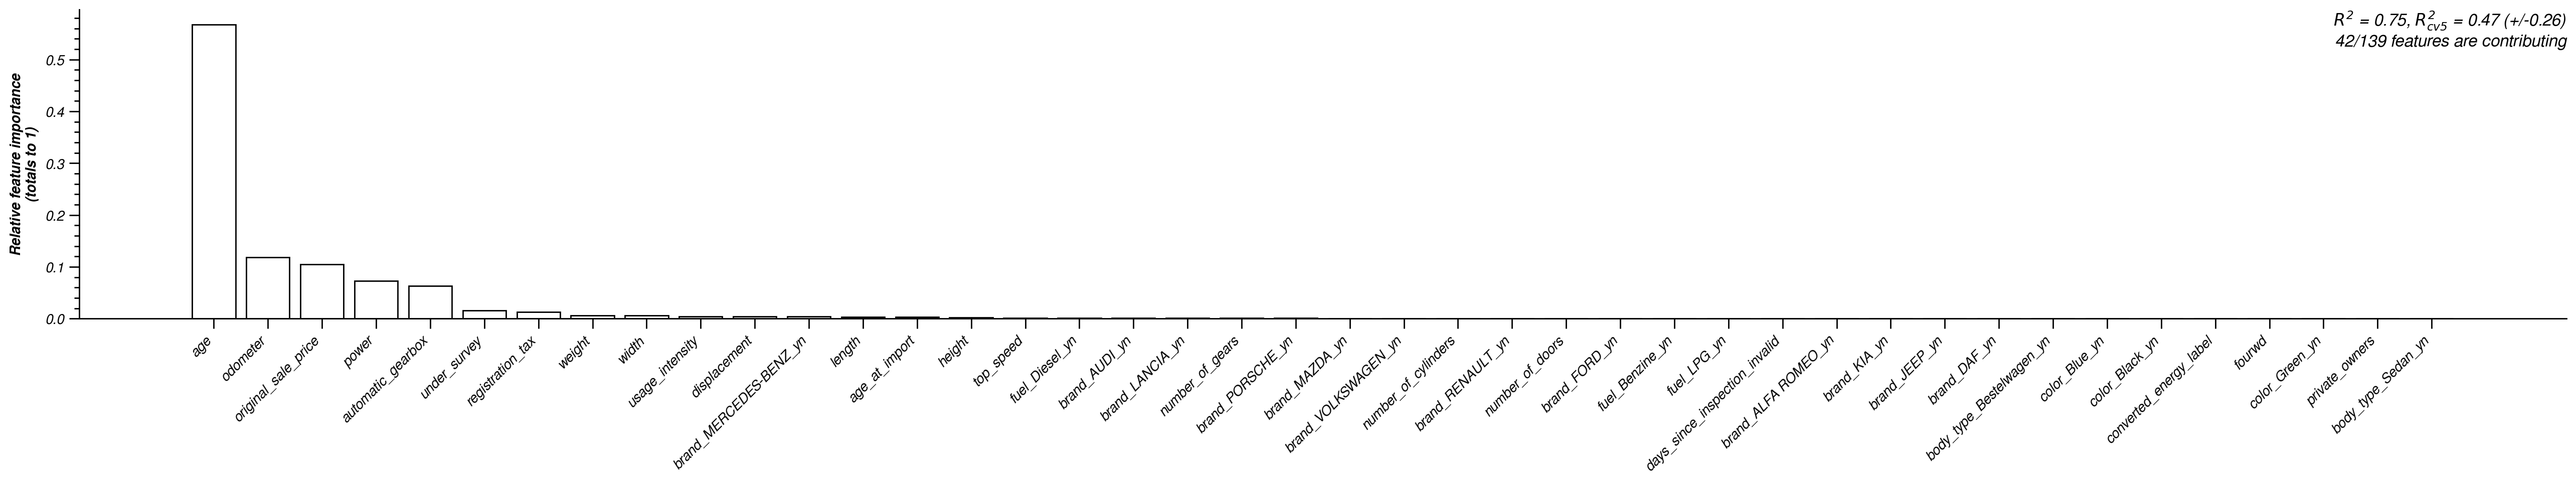 R² = 0.75, R²cv5 = 0.47 (+/-0.26)
42/139 features are contributing
Relative feature importance
(totals to 1)
0.5
0.4
0.3
0.2
0.1
0.0
age
odometer
original_sale_price
power
automatic_gearbox
under_survey
registration_tax
weight
width
usage_intensity
displacement
brand_MERCEDES-BENZ_yn
length
age_at_import
height
top_speed
fuel_Diesel_yn
brand_AUDI_yn
brand_LANCIA_yn
number_of_gears
brand_PORSCHE_yn
brand_MAZDA_yn
brand_VOLKSWAGEN_yn
number_of_cylinders
brand_RENAULT_yn
number_of_doors
brand_FORD_yn
fuel_Benzine_yn
fuel_LPG_yn
days_since_inspection_invalid
brand_ALFA ROMEO_yn
brand_KIA_yn
brand_JEEP_yn
brand_DAF_yn
body_type_Bestelwagen_yn
color_Blue_yn
color_Black_yn
converted_energy_label
fourwd
color_Green_yn
private_owners
body_type_Sedan_yn